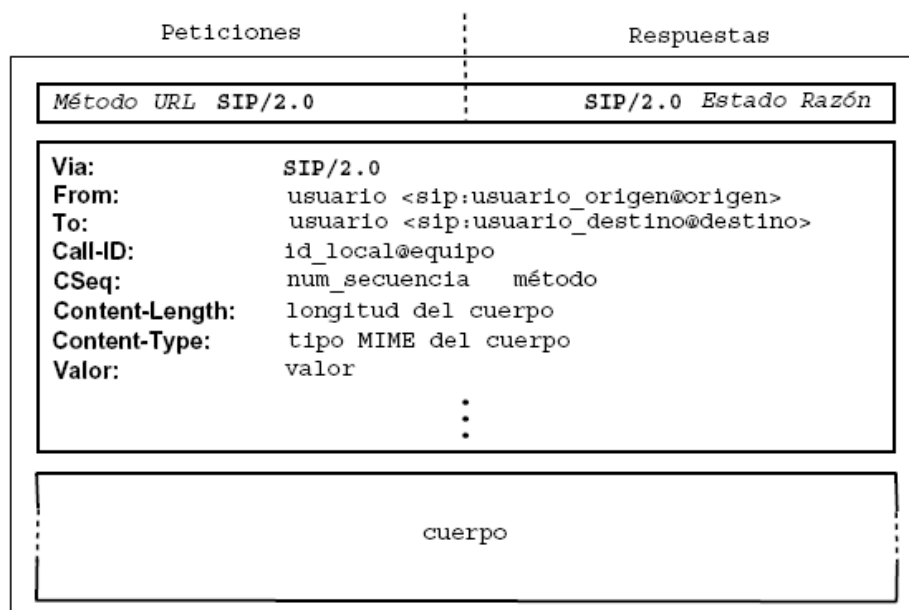 Peticiones Respuestas
Método URL SIP/2.0 SIP/2.0 Estado Razón
Via: SIP/2.0
From: usuario <sip:usuario_origen@origen>
To: usuario <sip:usuario_destino@destino>
Call-ID: id_local@equipo
CSeq: num_secuencia método
Content-Length: longitud del cuerpo
Content-Type: tipo MIME del cuerpo
Valor: valor
cuerpo